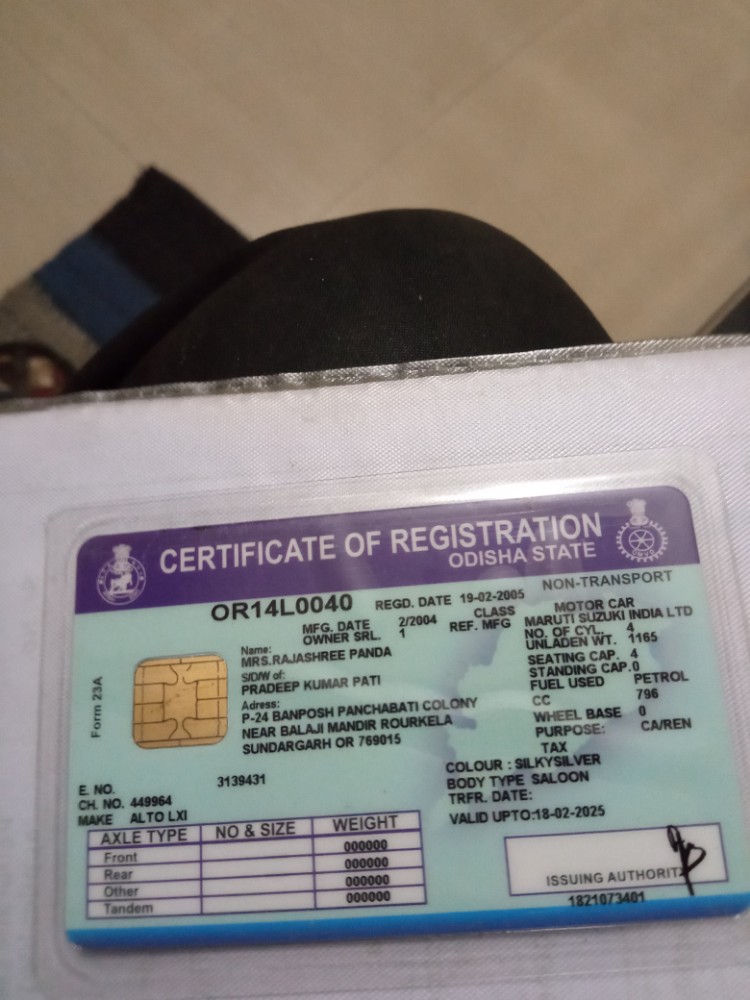 CERTIFICATE OF REGISTRATION
ODISHA STATE
NON-TRANSPORT
OR14L0040 REGD. DATE 19-02-2005
MFG. DATE 2/2004 CLASS MOTOR CAR
OWNER SRL. 1 REF. MFG MARUTI SUZUKI INDIA LTD
NO. OF CYL. 4
UNLADEN WT. 1165
Name:
MRS.RAJASHREE PANDA
SEATING CAP. 4
STANDING CAP.0
S/D/W of:
PRADEEP KUMAR PATI
FUEL USED PETROL
CC 796
Adress:
P-24 BANPOSH PANCHABATI COLONY
NEAR BALAJI MANDIR ROURKELA
SUNDARGARH OR 769015
WHEEL BASE 0
PURPOSE: CA/REN
TAX
Form 23A
COLOUR : SILKYSILVER
BODY TYPE SALOON
TRFR. DATE:
VALID UPTO:18-02-2025
E. NO. 3139431
CH. NO. 449964
MAKE ALTO LXI
AXLE TYPE NO & SIZE WEIGHT
Front 000000
Rear 000000
Other 000000
Tandem 000000
ISSUING AUTHORIT
1821073401